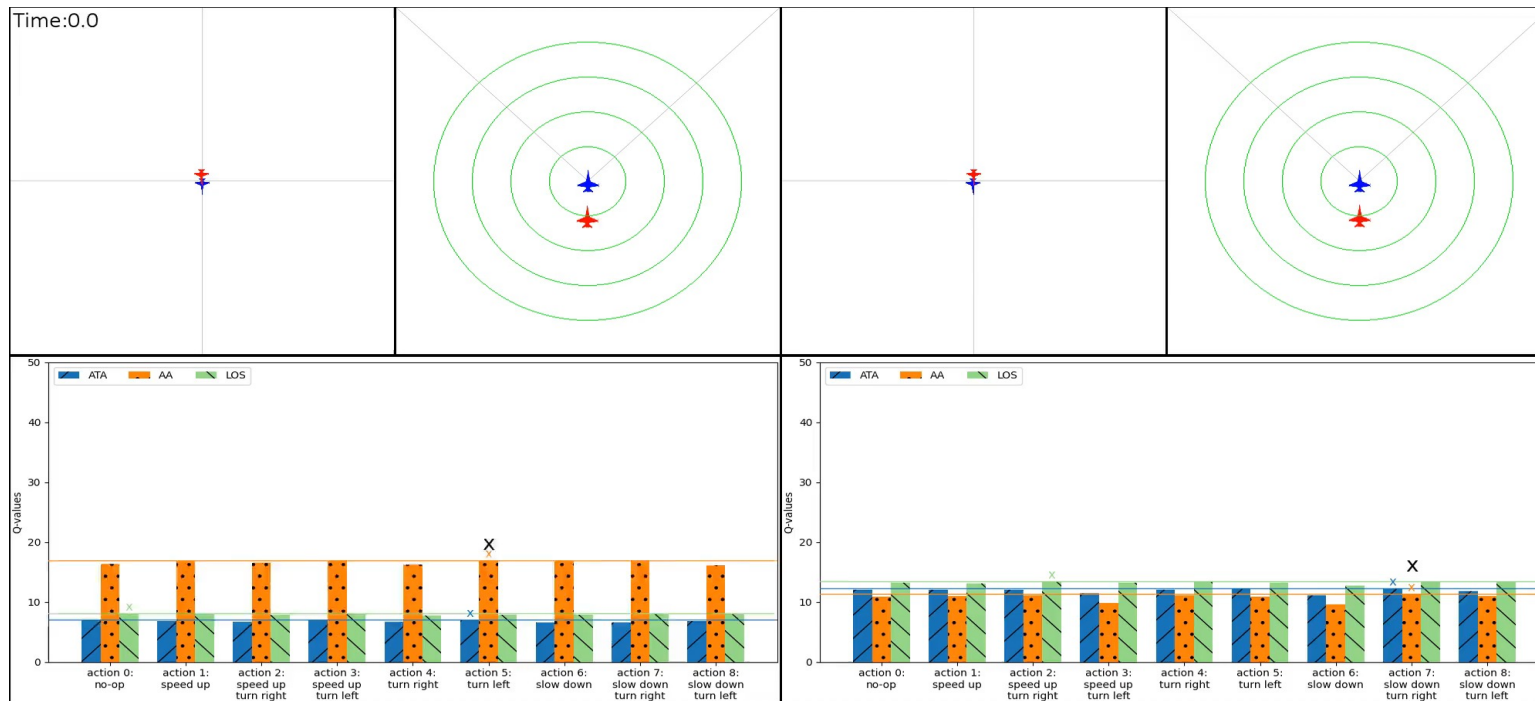 Time:0.0
50
ATA AA LOS
40
30
Q-values
20
X
x
x
x
10
0
action 0:
no-op
action 1:
speed up
action 2:
speed up
turn right
action 3:
speed up
turn left
action 4:
turn right
action 5:
turn left
action 6:
slow down
action 7:
slow down
turn right
action 8:
slow down
turn left
50
ATA AA LOS
40
30
Q-values
20
X
x
x
x
10
0
action 0:
no-op
action 1:
speed up
action 2:
speed up
turn right
action 3:
speed up
turn left
action 4:
turn right
action 5:
turn left
action 6:
slow down
action 7:
slow down
turn right
action 8:
slow down
turn left